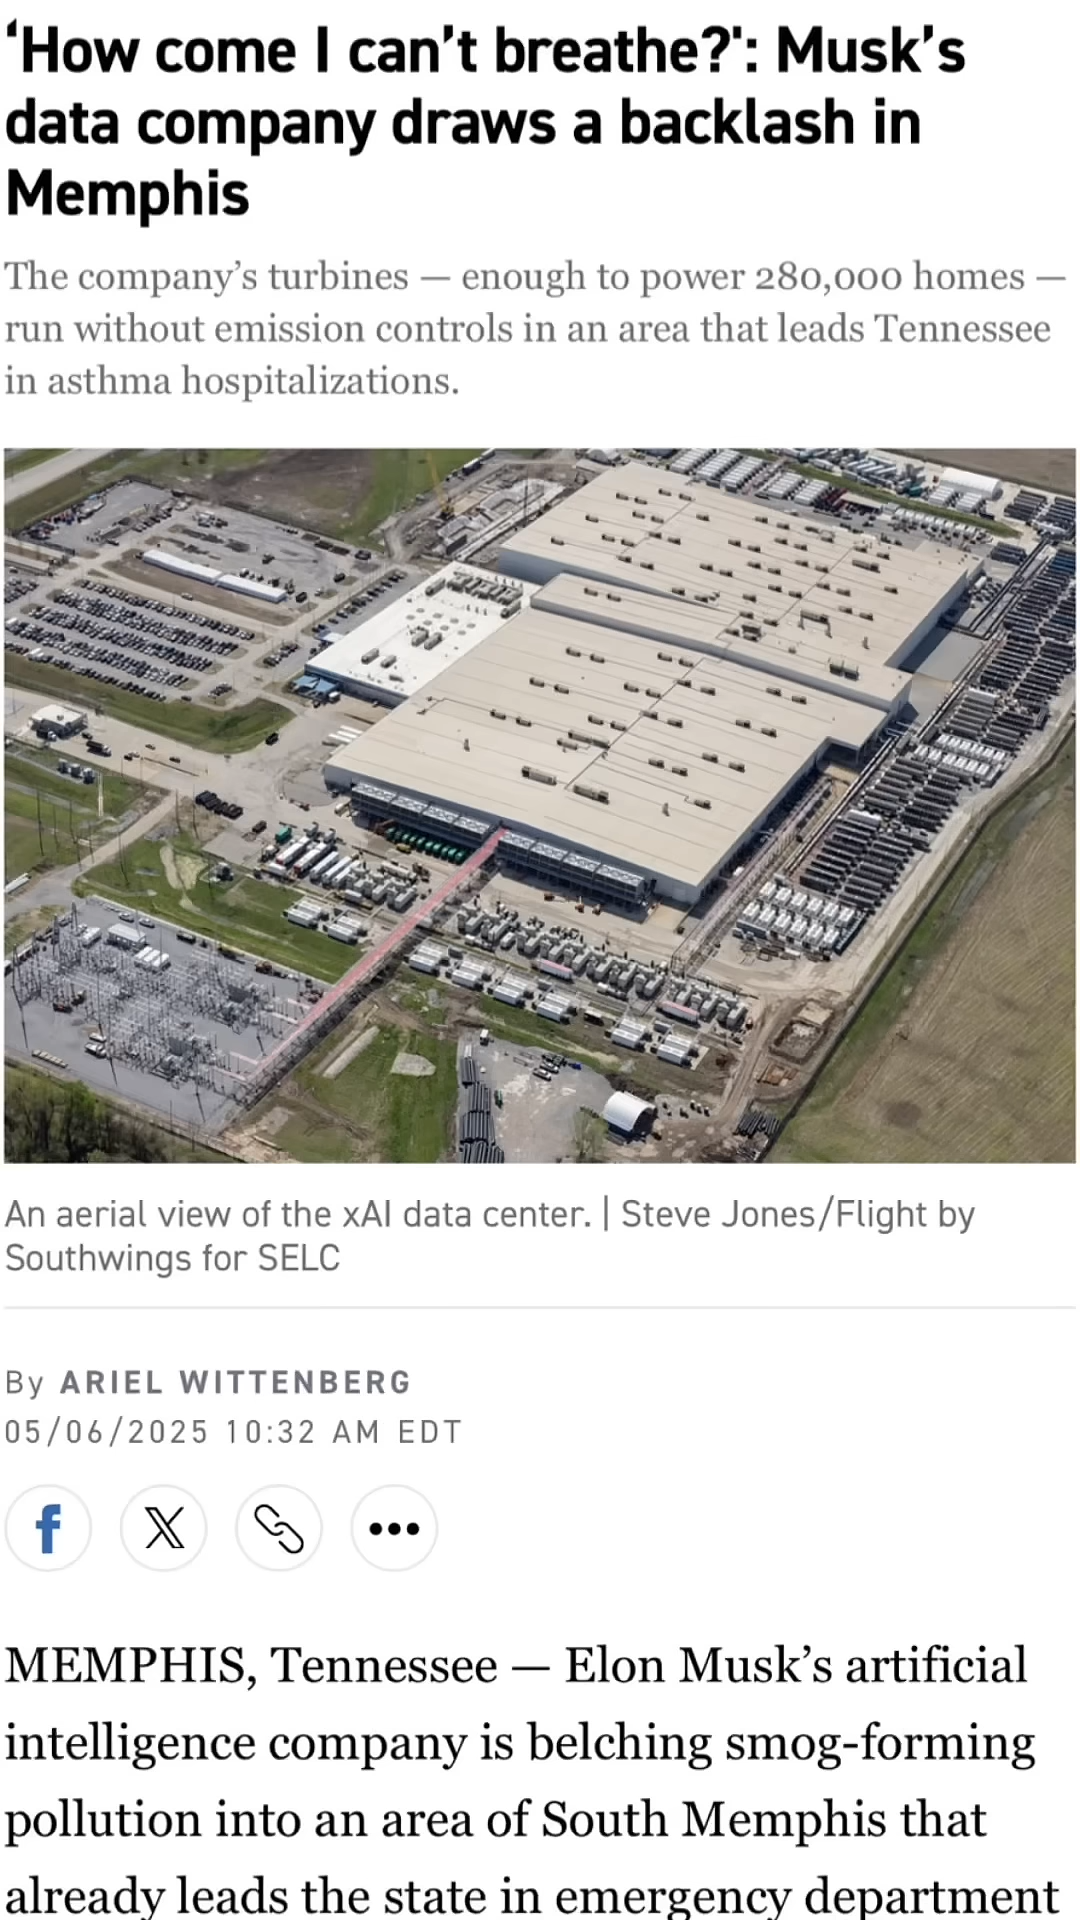 ‘How come I can’t breathe?': Musk’s
data company draws a backlash in
Memphis
The company’s turbines — enough to power 280,000 homes —
run without emission controls in an area that leads Tennessee
in asthma hospitalizations.
An aerial view of the xAI data center. | Steve Jones/Flight by
Southwings for SELC
By ARIEL WITTENBERG
05/06/2025 10:32 AM EDT
MEMPHIS, Tennessee — Elon Musk’s artificial
intelligence company is belching smog-forming
pollution into an area of South Memphis that
already leads the state in emergency department